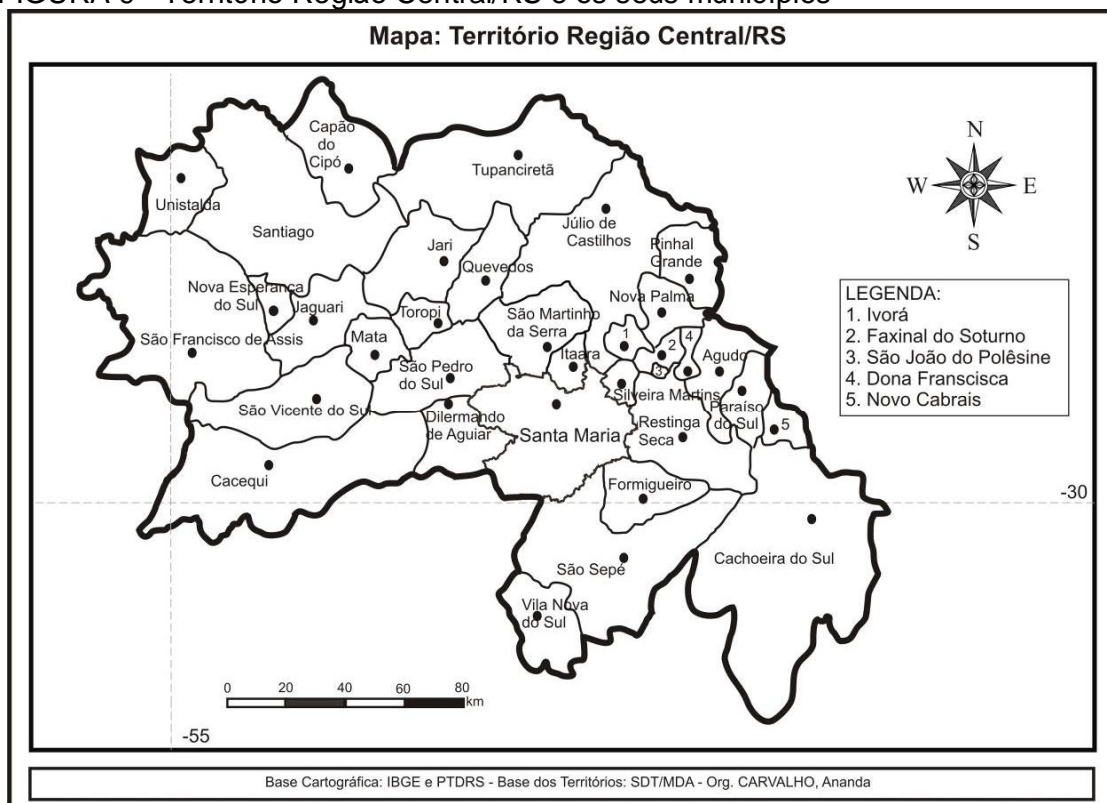 FIGURA 6 - Território Região Central/RS e os seus municípios
Mapa: Território Região Central/RS
N
W
E
S
Capão
do
Cipó
Tupanciretã
Unistalda
Santiago
Júlio de
Castilhos
Jari
Pinhal
Grande
Quevedos
Nova Esperança
do Sul
Jaguari
Nova Palma
Toropi
São Martinho
da Serra
São Francisco de Assis
Mata
1
2
4
Itaara
3
Agudo
São Pedro
do Sul
Silveira Martins
Paraíso
do Sul
São Vicente do Sul
Dilermando
de Aguiar
Santa Maria
Restinga
Seca
5
Cacequi
Formigueiro
Cachoeira do Sul
São Sepé
Vila Nova
do Sul
LEGENDA:
1. Ivorá
2. Faxinal do Soturno
3. São João do Polêsine
4. Dona Franscisca
5. Novo Cabrais
-30
0 20 40 60 80
km
-55
Base Cartográfica: IBGE e PTDRS - Base dos Territórios: SDT/MDA - Org. CARVALHO, Ananda